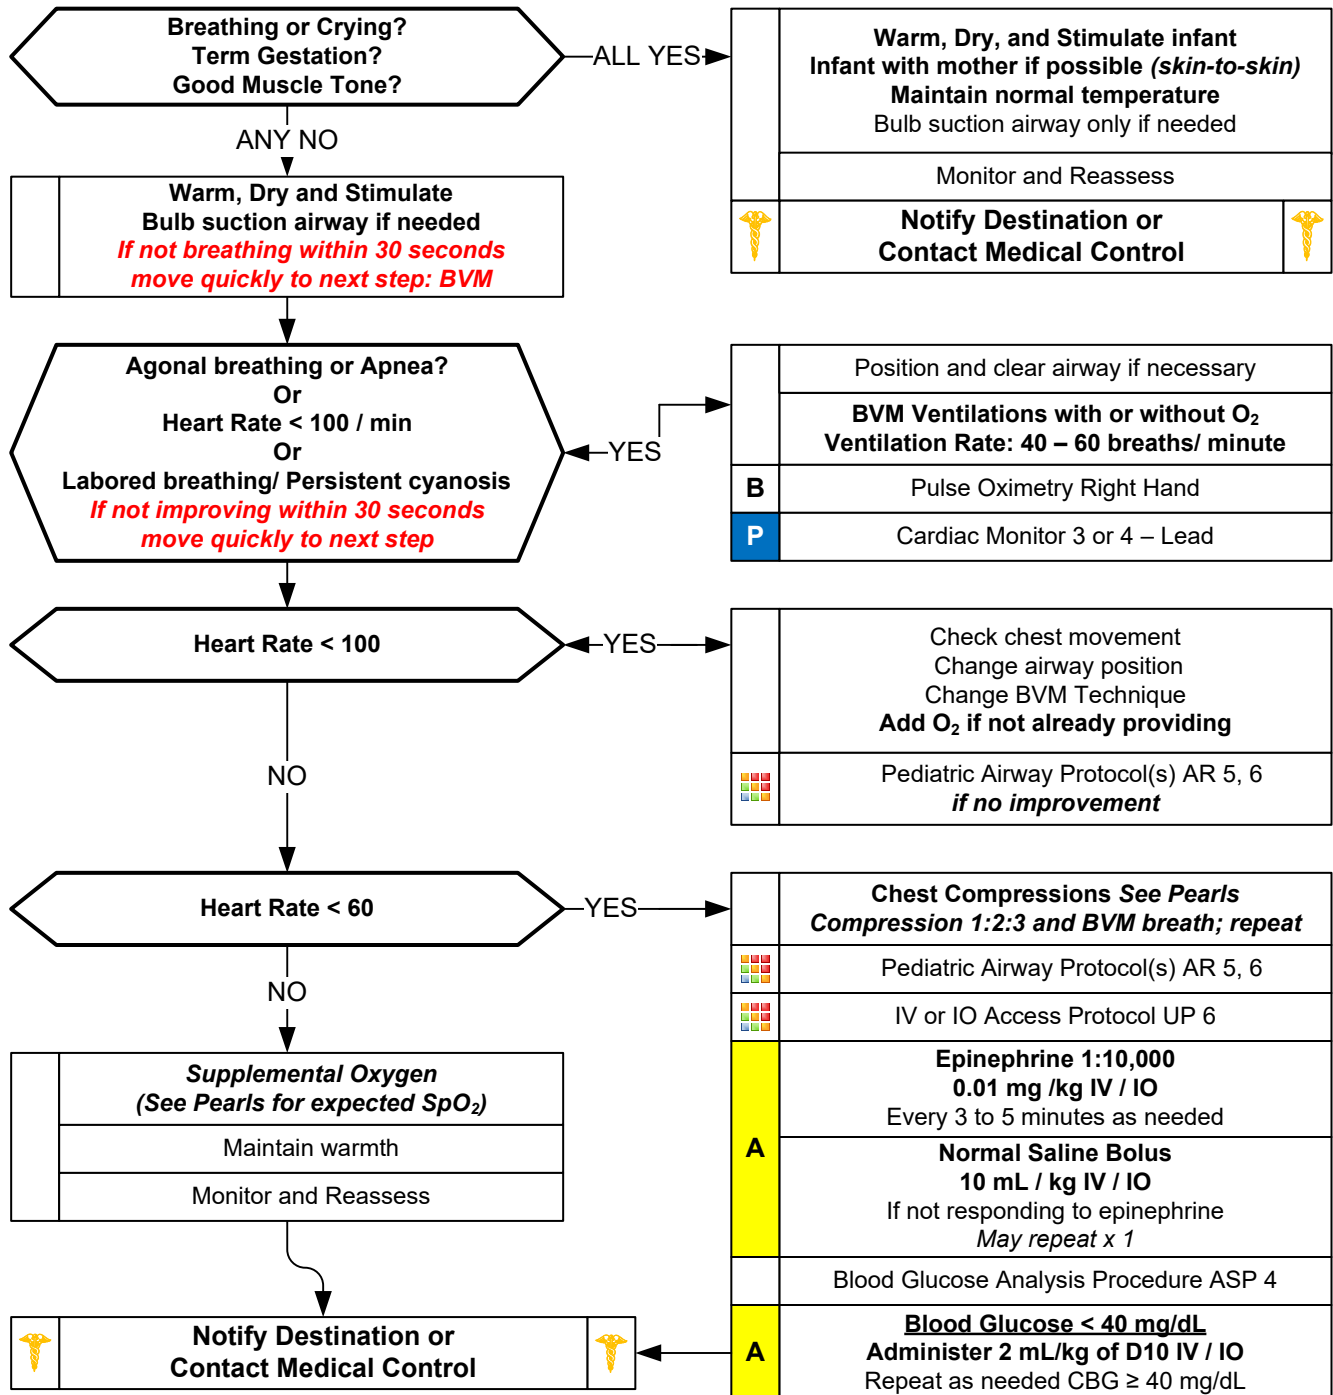 Breathing or Crying?
Term Gestation?
Good Muscle Tone?
ALL YES
Warm, Dry, and Stimulate infant
Infant with mother if possible (skin-to-skin)
Maintain normal temperature
Bulb suction airway only if needed
Monitor and Reassess
Notify Destination or
Contact Medical Control
ANY NO
Warm, Dry and Stimulate
Bulb suction airway if needed
If not breathing within 30 seconds
move quickly to next step: BVM
Agonal breathing or Apnea?
Or
Heart Rate < 100 / min
Or
Labored breathing/ Persistent cyanosis
If not improving within 30 seconds
move quickly to next step
YES
Position and clear airway if necessary
BVM Ventilations with or without O₂
Ventilation Rate: 40 – 60 breaths/ minute
B
Pulse Oximetry Right Hand
P
Cardiac Monitor 3 or 4 – Lead
Heart Rate < 100
YES
Check chest movement
Change airway position
Change BVM Technique
Add O₂ if not already providing
Pediatric Airway Protocol(s) AR 5, 6
if no improvement
NO
Heart Rate < 60
YES
Chest Compressions See Pearls
Compression 1:2:3 and BVM breath; repeat
Pediatric Airway Protocol(s) AR 5, 6
IV or IO Access Protocol UP 6
A
Epinephrine 1:10,000
0.01 mg /kg IV / IO
Every 3 to 5 minutes as needed
Normal Saline Bolus
10 mL / kg IV / IO
If not responding to epinephrine
May repeat x 1
Blood Glucose Analysis Procedure ASP 4
A
Blood Glucose < 40 mg/dL
Administer 2 mL/kg of D10 IV / IO
Repeat as needed CBG ≥ 40 mg/dL
NO
Supplemental Oxygen
(See Pearls for expected SpO₂)
Maintain warmth
Monitor and Reassess
Notify Destination or
Contact Medical Control